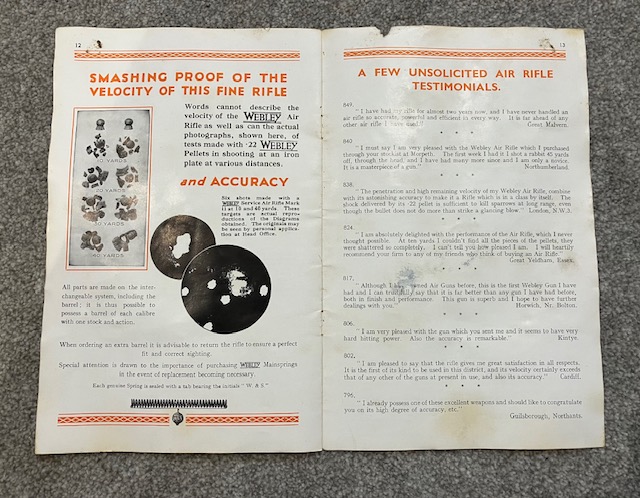 12
SMASHING PROOF OF THE
VELOCITY OF THIS FINE RIFLE
Words cannot describe the
velocity of the WEBLEY Air
Rifle as well as can the actual
photographs, shown here, of
tests made with ·22 WEBLEY
Pellets in shooting at an iron
plate at various distances.
and ACCURACY
Six shots made with a
WEBLEY Service Air Rifle Mark
II at 15 and 40 yards. These
targets are actual repro-
ductions of the Diagrams
obtained. The originals may
be seen by personal applica-
tion at Head Office.
YARDS
20 YARDS
30 YARDS
60 YARDS
All parts are made on the inter-
changeable system, including the
barrel; it is thus possible to
possess a barrel of each calibre
with one stock and action.
When ordering an extra barrel it is advisable to return the rifle to ensure a perfect
fit and correct sighting.
Special attention is drawn to the importance of purchasing WEBLEY Mainsprings
in the event of replacement becoming necessary.
Each genuine Spring is sealed with a tab bearing the initials "W. & S."
13
A FEW UNSOLICITED AIR RIFLE
TESTIMONIALS.
849.
"I have had my rifle for almost two years now, and I have never handled an
air rifle so accurate, powerful and efficient in every way. It is far ahead of any
other air rifle I have used!!" Great Malvern.
840.
"I must say I am very pleased with the Webley Air Rifle which I purchased
through your stockist at Morpeth. The first week I had it I shot a rabbit 45 yards
off, through the head, and I have had many more since and I am only a novice.
It is a masterpiece of a gun." Northumberland.
838.
"The penetration and high remaining velocity of my Webley Air Rifle, combine
with its astonishing accuracy to make it a Rifle which is in a class by itself. The
shock delivered by its ·22 pellet is sufficient to kill sparrows at long range, even
though the bullet does not do more than strike a glancing blow." London, N.W.3.
824.
"I am absolutely delighted with the performance of the Air Rifle, which I never
thought possible. At ten yards I couldn't find all the pieces of the pellets, they
were shattered so completely. I can't tell you how pleased I am. I will heartily
recommend your firm to any of my friends who think of buying an Air Rifle."
Great Yeldham, Essex.
817.
"Although I have owned Air Guns before, this is the first Webley Gun I have
had and I can truthfully say that it is far better than any gun I have had before,
both in finish and performance. This gun is superb and I hope to have further
dealings with you." Horwich, Nr. Bolton.
806.
"I am very pleased with the gun which you sent me and it seems to have very
hard hitting power. Also the accuracy is remarkable." Kintyre.
802.
"I am pleased to say that the rifle gives me great satisfaction in all respects.
It is the first of its kind to be used in this district, and its velocity certainly exceeds
that of any other of the guns at present in use, and also its accuracy." Cardiff.
796.
"I already possess one of these excellent weapons and should like to congratulate
you on its high degree of accuracy, etc."
Guilsborough, Northants.